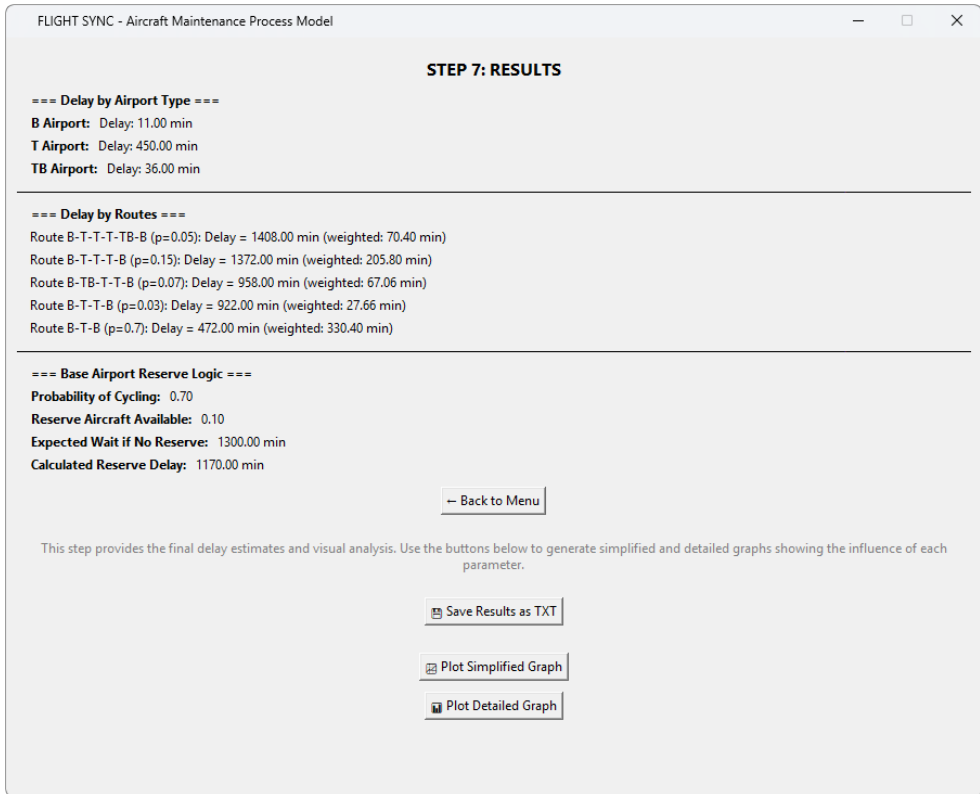 FLIGHT SYNC - Aircraft Maintenance Process Model
STEP 7: RESULTS
=== Delay by Airport Type ===
B Airport: Delay: 11.00 min
T Airport: Delay: 450.00 min
TB Airport: Delay: 36.00 min
=== Delay by Routes ===
Route B-T-T-T-TB-B (p=0.05): Delay = 1408.00 min (weighted: 70.40 min)
Route B-T-T-T-B (p=0.15): Delay = 1372.00 min (weighted: 205.80 min)
Route B-TB-T-T-B (p=0.07): Delay = 958.00 min (weighted: 67.06 min)
Route B-T-T-B (p=0.03): Delay = 922.00 min (weighted: 27.66 min)
Route B-T-B (p=0.7): Delay = 472.00 min (weighted: 330.40 min)
=== Base Airport Reserve Logic ===
Probability of Cycling: 0.70
Reserve Aircraft Available: 0.10
Expected Wait if No Reserve: 1300.00 min
Calculated Reserve Delay: 1170.00 min
← Back to Menu
This step provides the final delay estimates and visual analysis. Use the buttons below to generate simplified and detailed graphs showing the influence of each
parameter.
Save Results as TXT
Plot Simplified Graph
Plot Detailed Graph